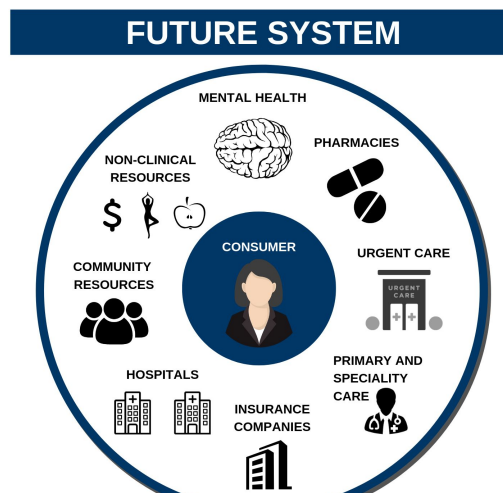 FUTURE SYSTEM
MENTAL HEALTH
PHARMACIES
NON-CLINICAL
RESOURCES
$
CONSUMER
URGENT CARE
COMMUNITY
RESOURCES
URGENT
CARE
PRIMARY AND
SPECIALITY
CARE
HOSPITALS
INSURANCE
COMPANIES